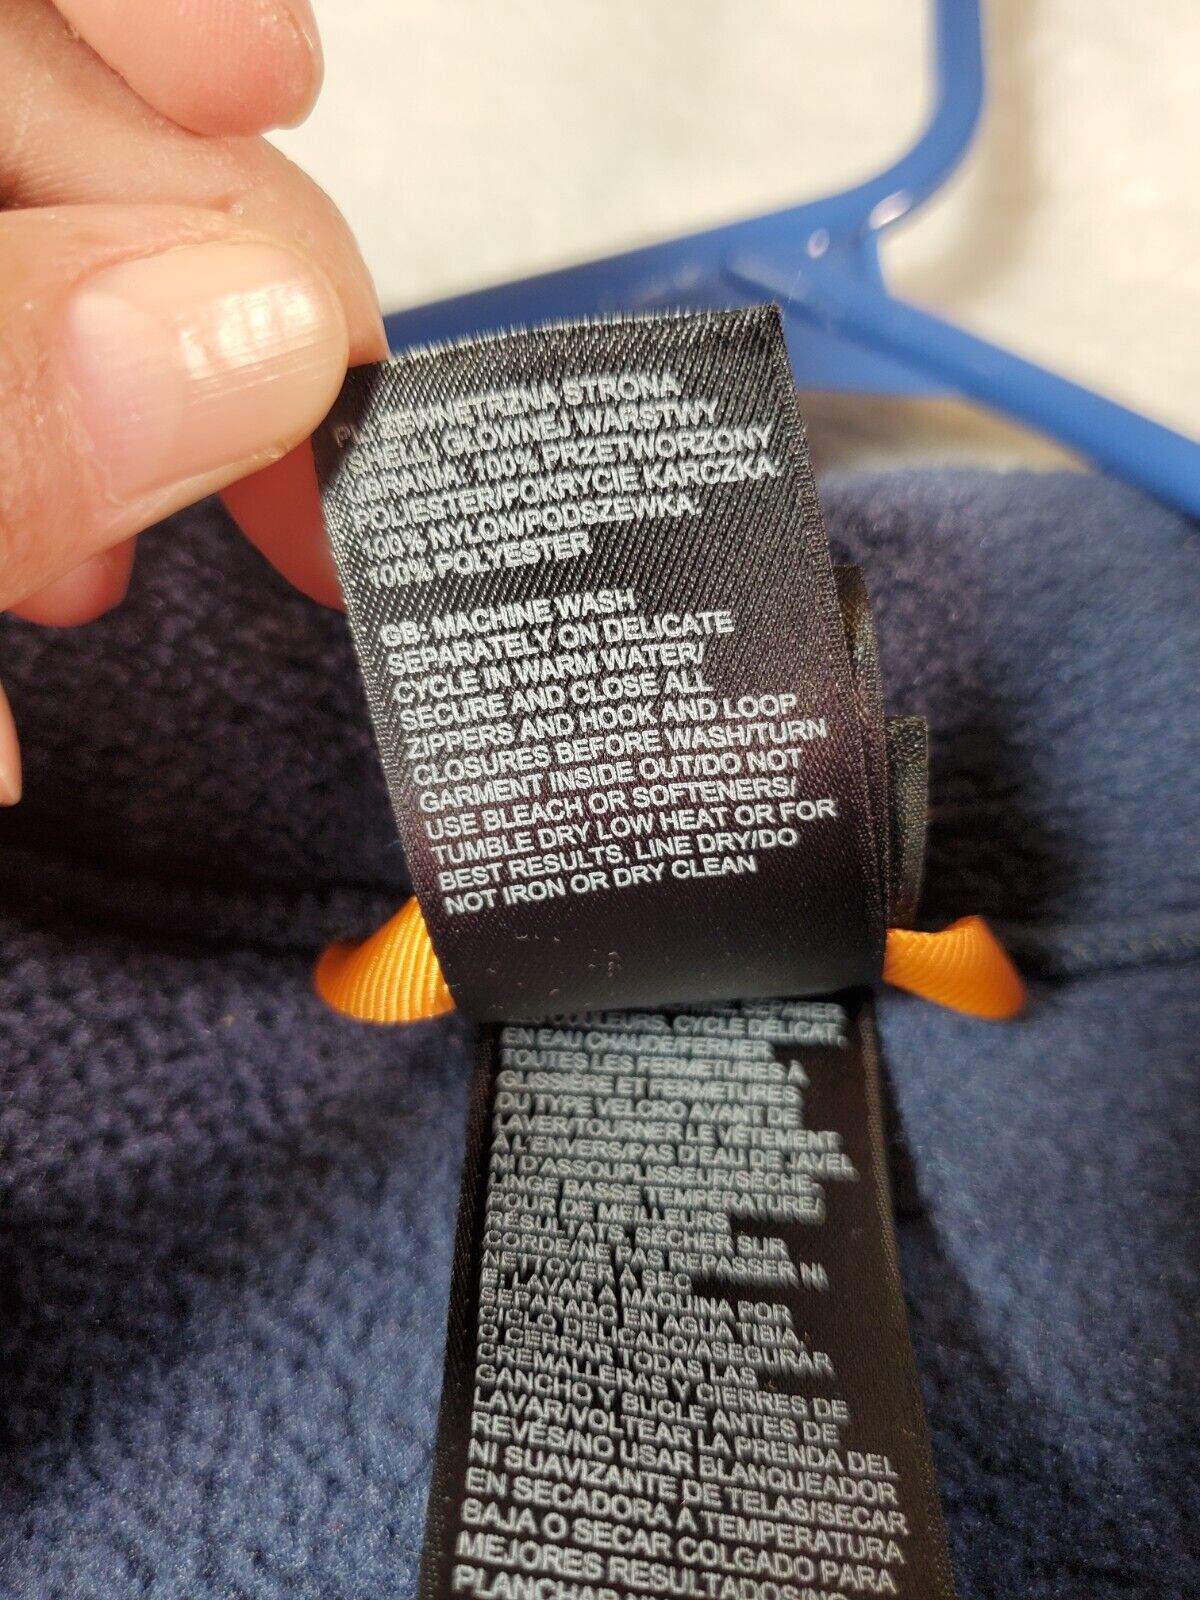 STRONA
GŁÓWNEJ WARSTWY
100% PRZETWORZONY
POLIESTER/POKRYCIE KARCZKA
100% NYLON/PODSZEWKA
100% POLYESTER
GB: MACHINE WASH
SEPARATELY ON DELICATE
CYCLE IN WARM WATER/
SECURE AND CLOSE ALL
ZIPPERS AND HOOK AND LOOP
CLOSURES BEFORE WASH/TURN
GARMENT INSIDE OUT/DO NOT
USE BLEACH OR SOFTENERS/
TUMBLE DRY LOW HEAT OR FOR
BEST RESULTS, LINE DRY/DO
NOT IRON OR DRY CLEAN
COULEURS, CYCLE DÉLICAT,
EN EAU CHAUDE/FERMER
TOUTES LES FERMETURES À
GLISSIÈRE ET FERMETURES
DU TYPE VELCRO AVANT DE
LAVER/TOURNER LE VÊTEMENT
À L'ENVERS/PAS D'EAU DE JAVEL
NI D'ASSOUPLISSEUR/SÈCHE
LINGE BASSE TEMPÉRATURE/
POUR DE MEILLEURS
RÉSULTATS, SÉCHER SUR
CORDE/NE PAS REPASSER NI
NETTOYER À SEC
E: LAVAR A MÁQUINA POR
SEPARADO EN AGUA TIBIA,
CICLO DELICADO/ASEGURAR
O CERRAR TODAS LAS
CREMALLERAS Y CIERRES DE
GANCHO Y BUCLE ANTES DE
LAVAR/VOLTEAR LA PRENDA DEL
REVÉS/NO USAR BLANQUEADOR
NI SUAVIZANTE DE TELAS/SECAR
EN SECADORA A TEMPERATURA
BAJA O SECAR COLGADO PARA
MEJORES RESULTADOS/NO